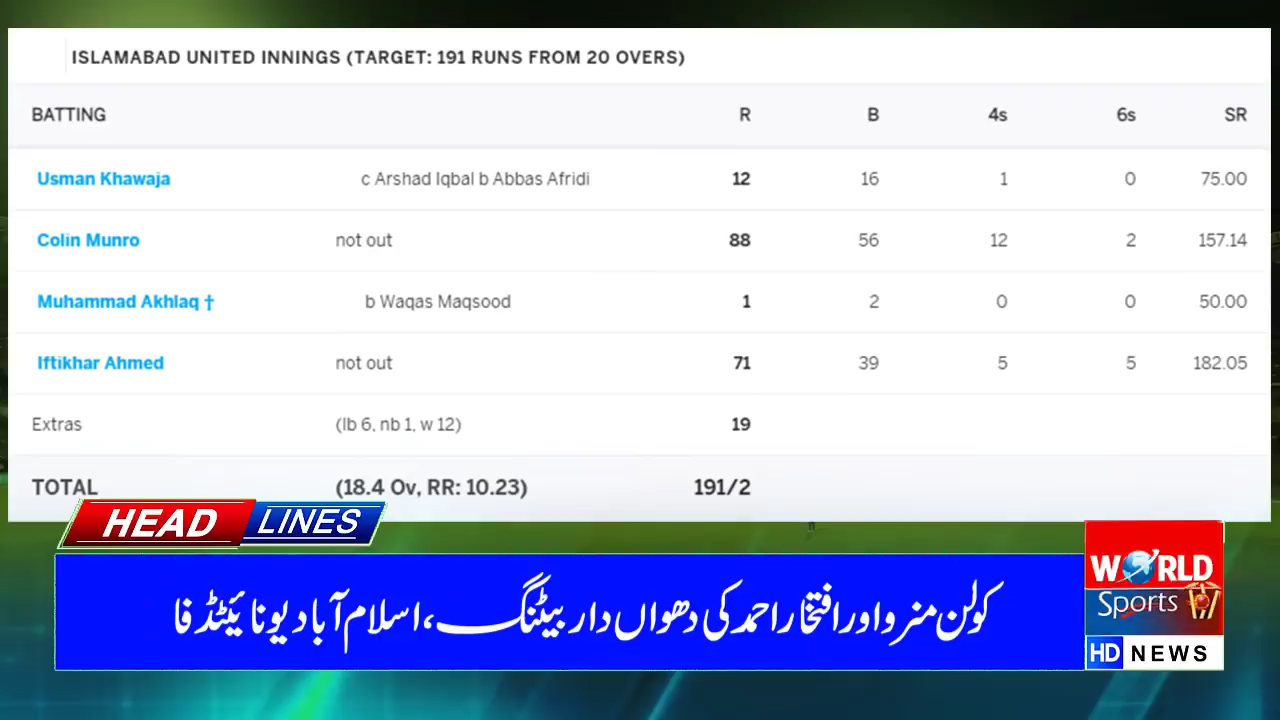 ISLAMABAD UNITED INNINGS (TARGET: 191 RUNS FROM 20 OVERS)
BATTING R B 4s 6s SR
Usman Khawaja c Arshad Iqbal b Abbas Afridi 12 16 1 0 75.00
Colin Munro not out 88 56 12 2 157.14
Muhammad Akhlaq † b Waqas Maqsood 1 2 0 0 50.00
Iftikhar Ahmed not out 71 39 5 5 182.05
Extras (lb 6, nb 1, w 12) 19
TOTAL (18.4 Ov, RR: 10.23) 191/2
HEAD LINES
کولن منرو اور افتخار احمد کی دھواں دار بیٹنگ، اسلام آباد یونائیٹڈ فا
WORLD
Sports
HD NEWS